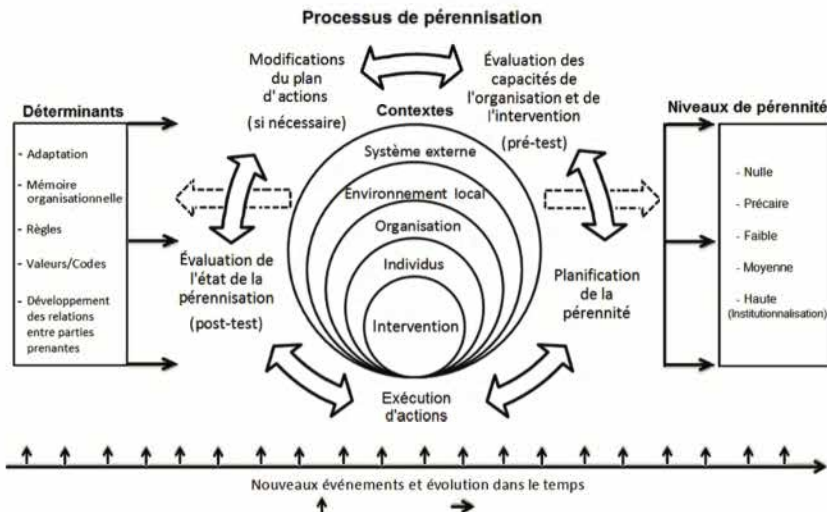 Processus de pérennisation
Modifications
du plan
d'actions
(si nécessaire)
Évaluation des
capacités de
l'organisation et de
l'intervention
(pré-test)
Déterminants
- Adaptation
- Mémoire
organisationnelle
- Règles
- Valeurs/Codes
- Développement
des relations
entre parties
prenantes
Contextes
Système externe
Environnement local
Organisation
Individus
Intervention
Niveaux de pérennité
- Nulle
- Précaire
- Faible
- Moyenne
- Haute
(Institutionnalisation)
Évaluation de
l'état de la
pérennisation
(post-test)
Planification
de la
pérennité
Exécution
d'actions
Nouveaux événements et évolution dans le temps